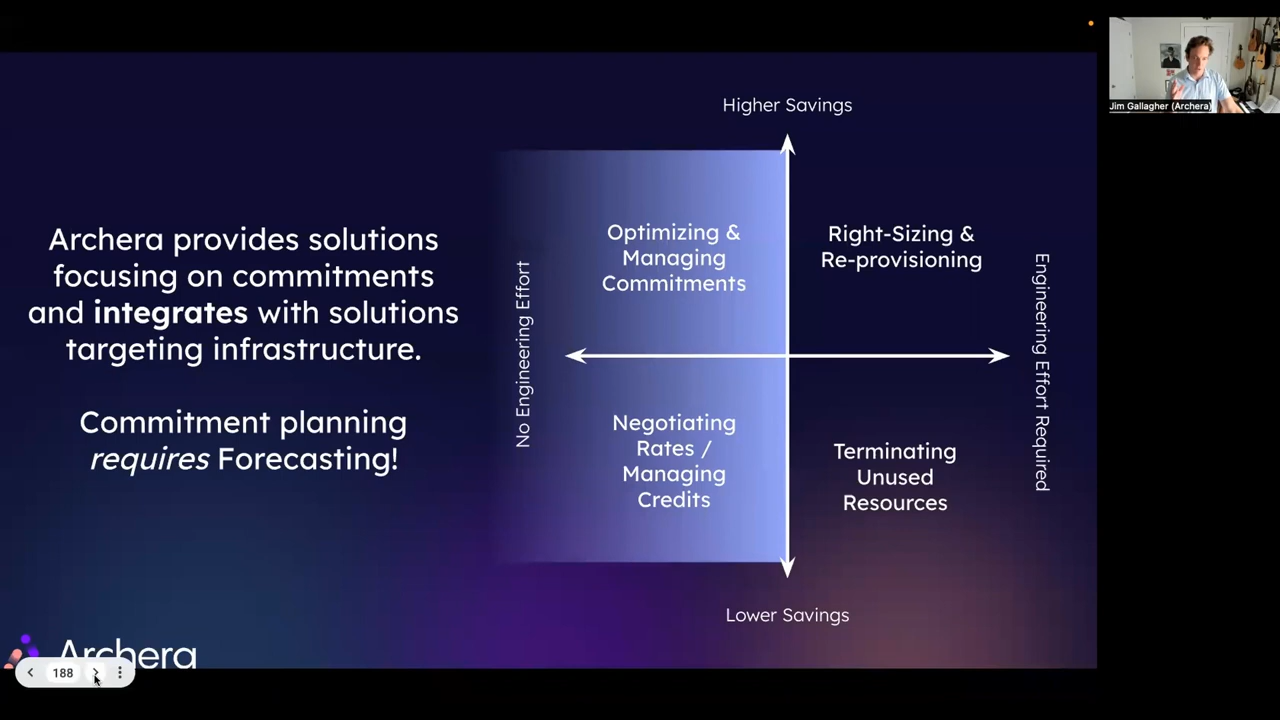 Jim Gallagher (Archera)
Higher Savings
Archera provides solutions
focusing on commitments
and integrates with solutions
targeting infrastructure.
Commitment planning
requires Forecasting!
No Engineering Effort
Optimizing &
Managing
Commitments
Right-Sizing &
Re-provisioning
Engineering Effort Required
Negotiating
Rates /
Managing
Credits
Terminating
Unused
Resources
Lower Savings
Archera
188